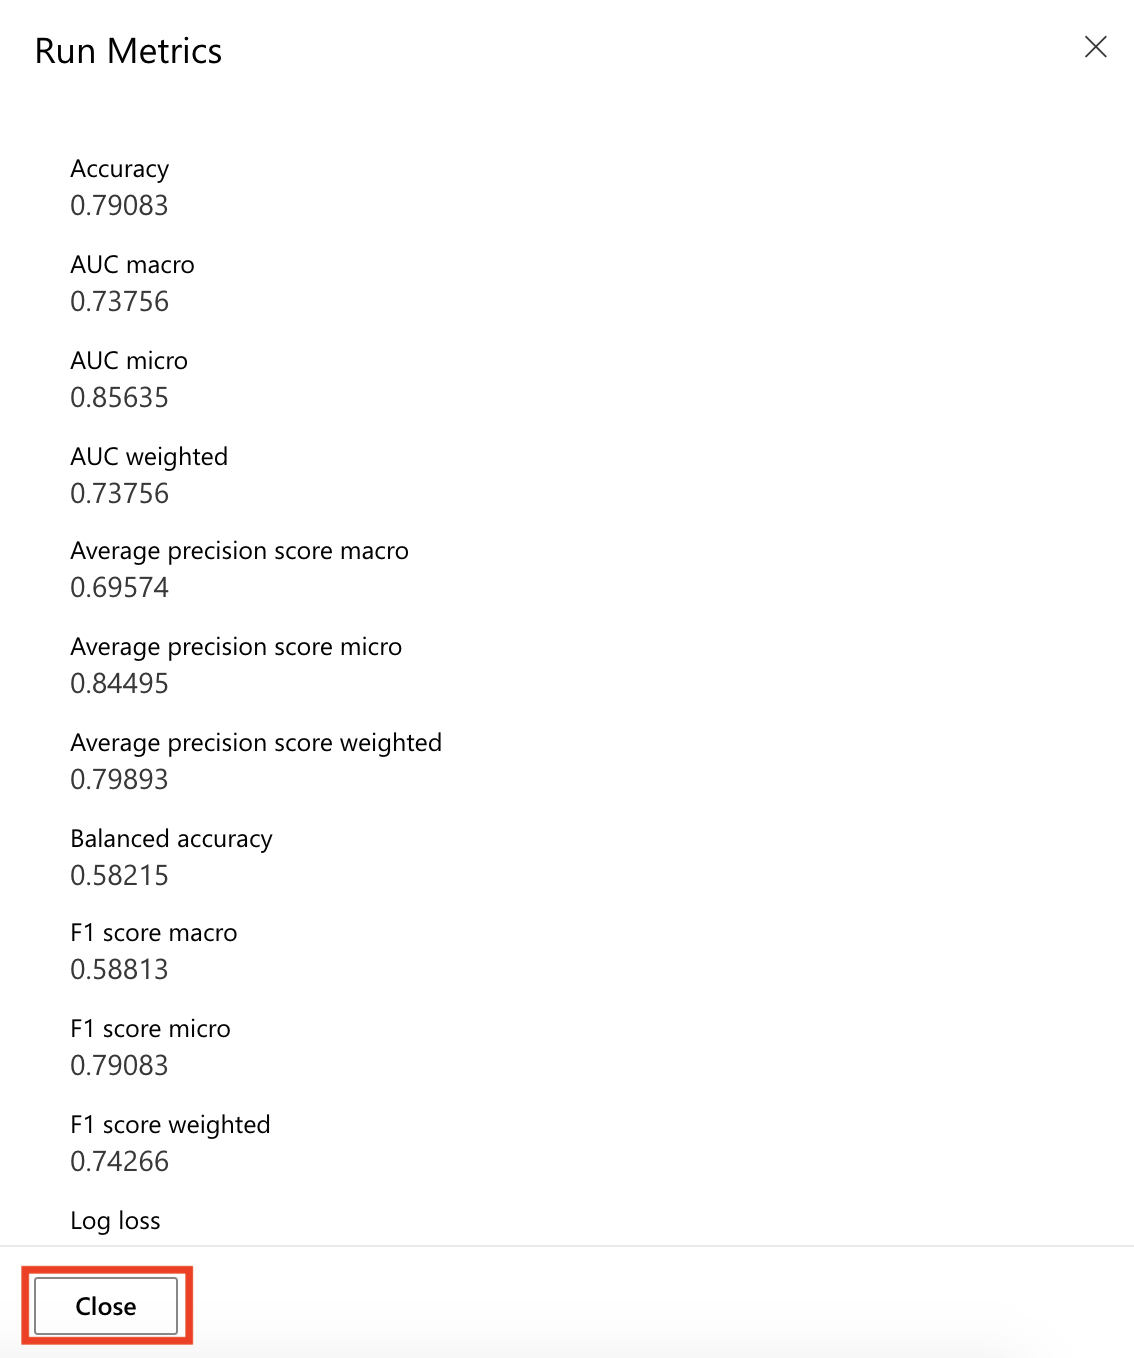 Run Metrics
Accuracy
0.79083
AUC macro
0.73756
AUC micro
0.85635
AUC weighted
0.73756
Average precision score macro
0.69574
Average precision score micro
0.84495
Average precision score weighted
0.79893
Balanced accuracy
0.58215
F1 score macro
0.58813
F1 score micro
0.79083
F1 score weighted
0.74266
Log loss
Close